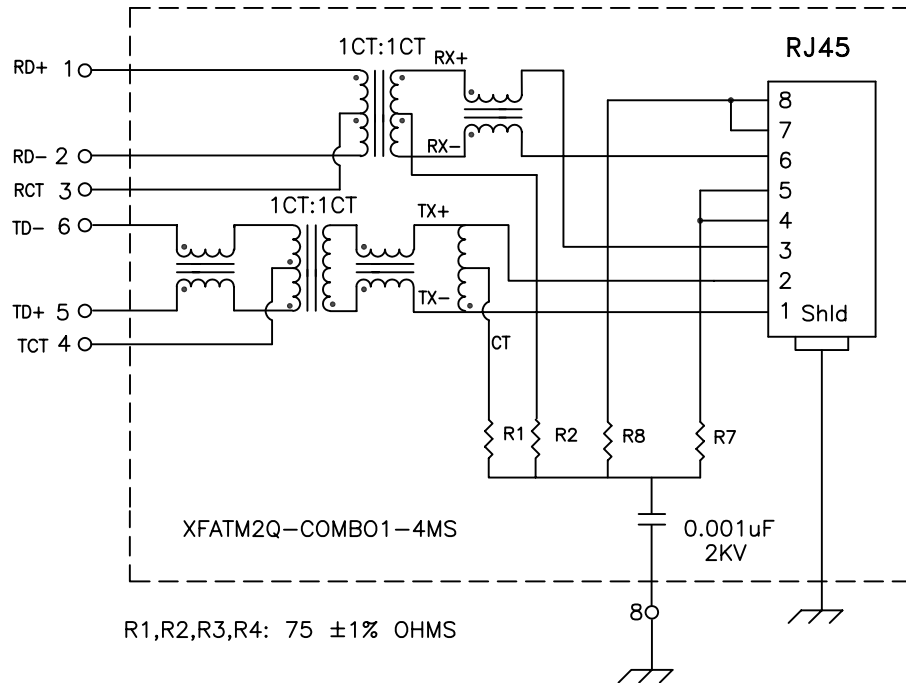 1CT:1CT
RX+
RJ45
RD+ 1
8
7
RX-
6
RD- 2
RCT 3
5
1CT:1CT
TX+
4
TD- 6
3
2
TX-
TD+ 5
1 Shld
TCT 4
CT
R1
R2
R8
R7
XFATM2Q-COMBO1-4MS
0.001uF
2KV
8
R1,R2,R3,R4: 75 ±1% OHMS